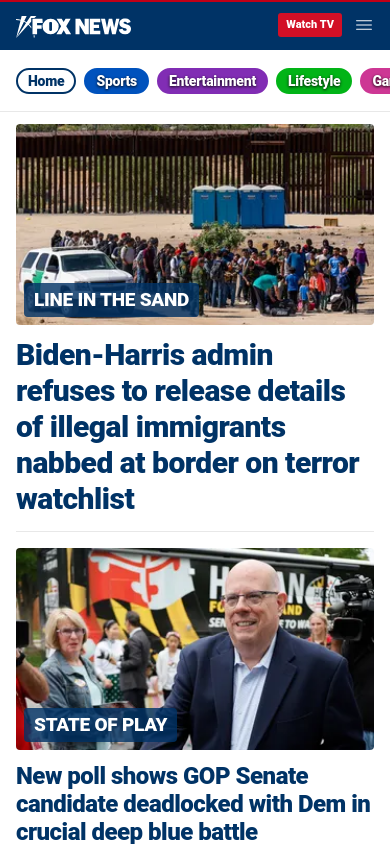 FOX NEWS
Watch TV
Home
Sports
Entertainment
Lifestyle
LINE IN THE SAND
Biden-Harris admin
refuses to release details
of illegal immigrants
nabbed at border on terror
watchlist
STATE OF PLAY
New poll shows GOP Senate
candidate deadlocked with Dem in
crucial deep blue battle